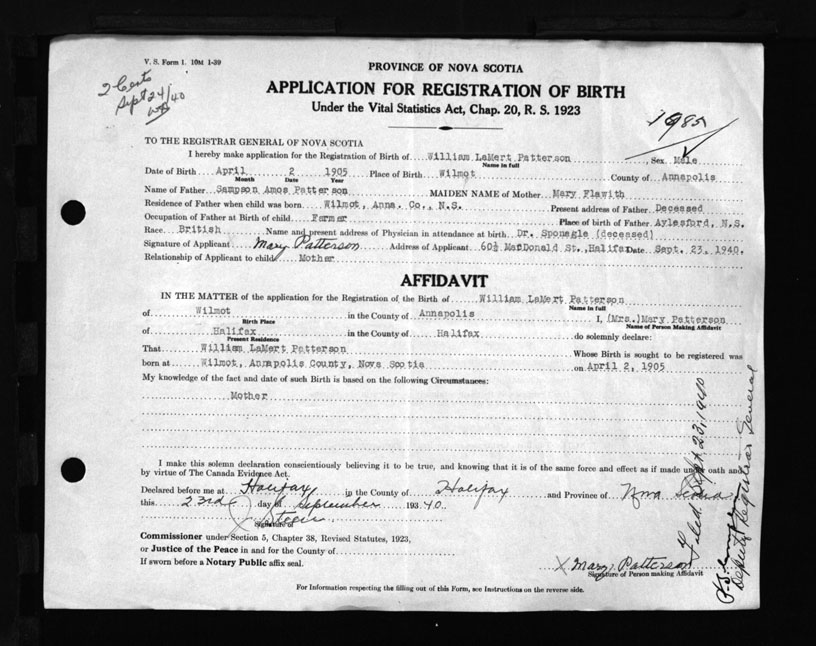 V. S. Form 1. 10M 1-39
PROVINCE OF NOVA SCOTIA
APPLICATION FOR REGISTRATION OF BIRTH
Under the Vital Statistics Act, Chap. 20, R. S. 1923
2 Cents
Sept 24/40
1985
TO THE REGISTRAR GENERAL OF NOVA SCOTIA
I hereby make application for the Registration of Birth of William LaMert Patterson, Sex Male
Name in full
Date of Birth April 2 1905 Place of Birth Wilmot County of Annapolis
Month Date Year
Name of Father Sampson Amos Patterson MAIDEN NAME of Mother Mary Flawith
Residence of Father when child was born Wilmot, Anna. Co., N.S. Present address of Father Deceased
Occupation of Father at Birth of child Farmer Place of birth of Father Aylesford, N.S.
Race British Name and present address of Physician in attendance at birth Dr. Sponagle (deceased)
Signature of Applicant Mary Patterson Address of Applicant 60½ MacDonald St., Halifax Date Sept. 23, 1940.
Relationship of Applicant to child Mother
AFFIDAVIT
IN THE MATTER of the application for the Registration of the Birth of William LaMert Patterson
Name in full
of Wilmot in the County of Annapolis I, (Mrs.) Mary Patterson
Birth Place Name of Person Making Affidavit
of Halifax in the County of Halifax do solemnly declare:
Present Residence
That William LaMert Patterson Whose Birth is sought to be registered was
born at Wilmot, Annapolis County, Nova Scotia on April 2, 1905
My knowledge of the fact and date of such Birth is based on the following Circumstances:
Mother
I make this solemn declaration conscientiously believing it to be true, and knowing that it is of the same force and effect as if made under oath and
by virtue of The Canada Evidence Act.
Declared before me at Halifax in the County of Halifax and Province of Nova Scotia
this 23rd day of September 1940
Signature of
Commissioner under Section 5, Chapter 38, Revised Statutes, 1923,
or Justice of the Peace in and for the County of
If sworn before a Notary Public affix seal.
X Mary Patterson
Signature of Person making Affidavit
For Information respecting the filling out of this Form, see Instructions on the reverse side.
Filed. Sept. 23, 1940
Deputy Registrar General